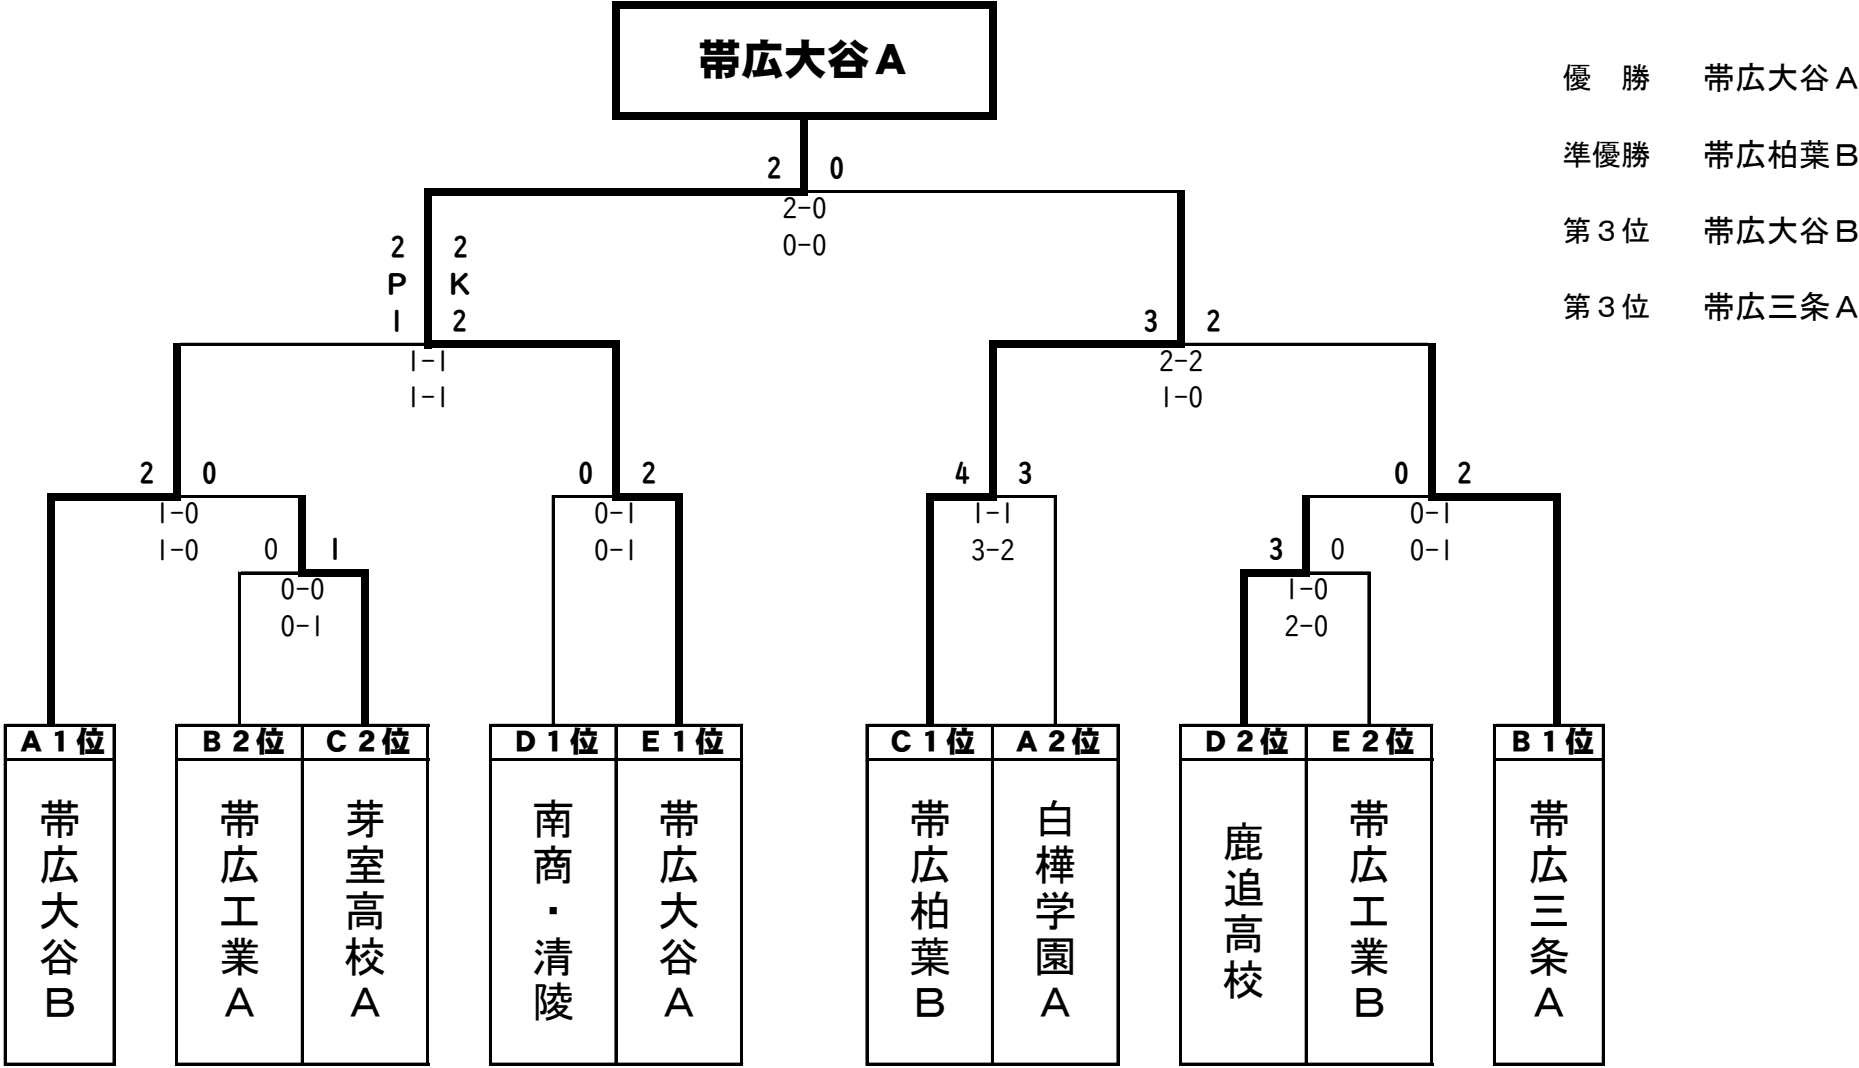 帯広大谷Ａ
優　勝　帯広大谷Ａ
準優勝　帯広柏葉Ｂ
第３位　帯広大谷Ｂ
第３位　帯広三条Ａ
2 0
2-0
0-0
2 2
P K
1 2
1-1
1-1
3 2
2-2
1-0
2 0
1-0
1-0
0 2
0-1
0-1
4 3
1-1
3-2
0 2
0-1
0-1
0 1
0-0
0-1
3 0
1-0
2-0
Ａ１位
Ｂ２位
Ｃ２位
Ｄ１位
Ｅ１位
Ｃ１位
Ａ２位
Ｄ２位
Ｅ２位
Ｂ１位
帯広大谷Ｂ
帯広工業Ａ
芽室高校Ａ
南商・清陵
帯広大谷Ａ
帯広柏葉Ｂ
白樺学園Ａ
鹿追高校
帯広工業Ｂ
帯広三条Ａ